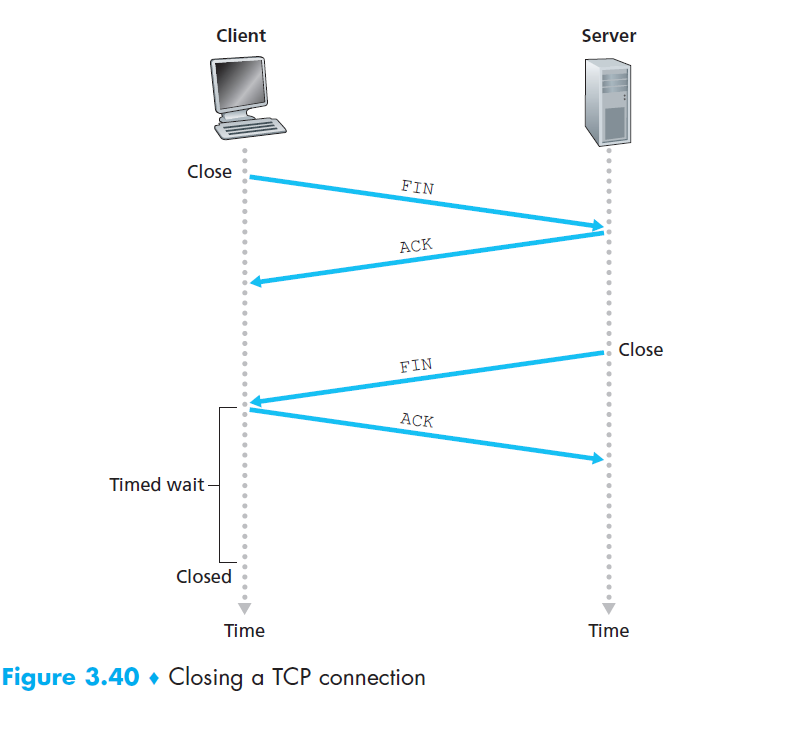 Client
Server
Close
FIN
ACK
Close
FIN
ACK
Timed wait
Closed
Time
Time
Figure 3.40 ♦ Closing a TCP connection